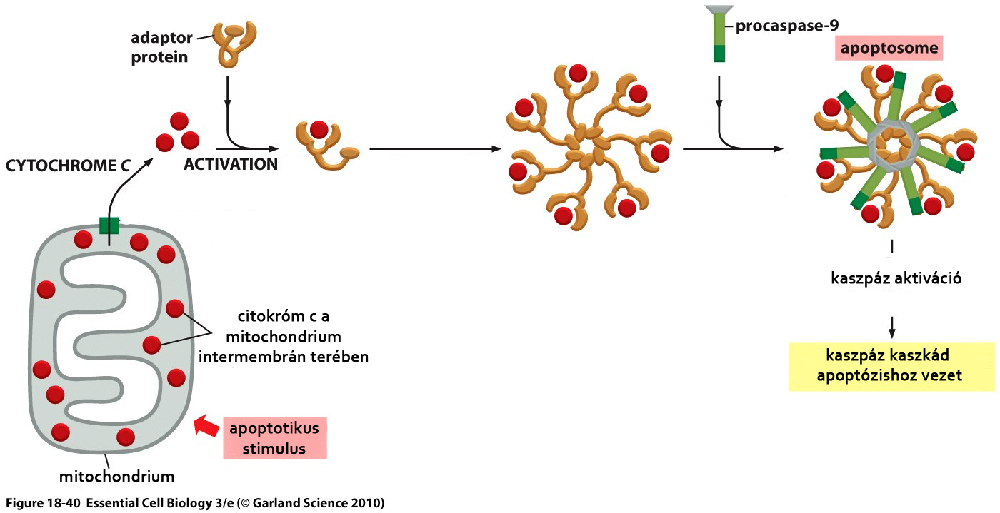 adaptor
protein
procaspase-9
apoptosome
CYTOCHROME C
ACTIVATION
kaszpáz aktiváció
citokróm c a
mitochondrium
intermembrán terében
kaszpáz kaszkád
apoptózishoz vezet
apoptotikus
stimulus
mitochondrium
Figure 18-40 Essential Cell Biology 3/e (© Garland Science 2010)